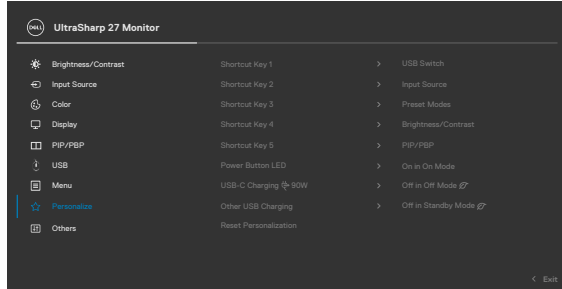 DELL UltraSharp 27 Monitor
Brightness/Contrast Shortcut Key 1 > USB Switch
Input Source Shortcut Key 2 > Input Source
Color Shortcut Key 3 > Preset Modes
Display Shortcut Key 4 > Brightness/Contrast
PIP/PBP Shortcut Key 5 > PIP/PBP
USB Power Button LED > On in On Mode
Menu USB-C Charging 90W > Off in Off Mode
Personalize Other USB Charging > Off in Standby Mode
Others Reset Personalization
< Exit